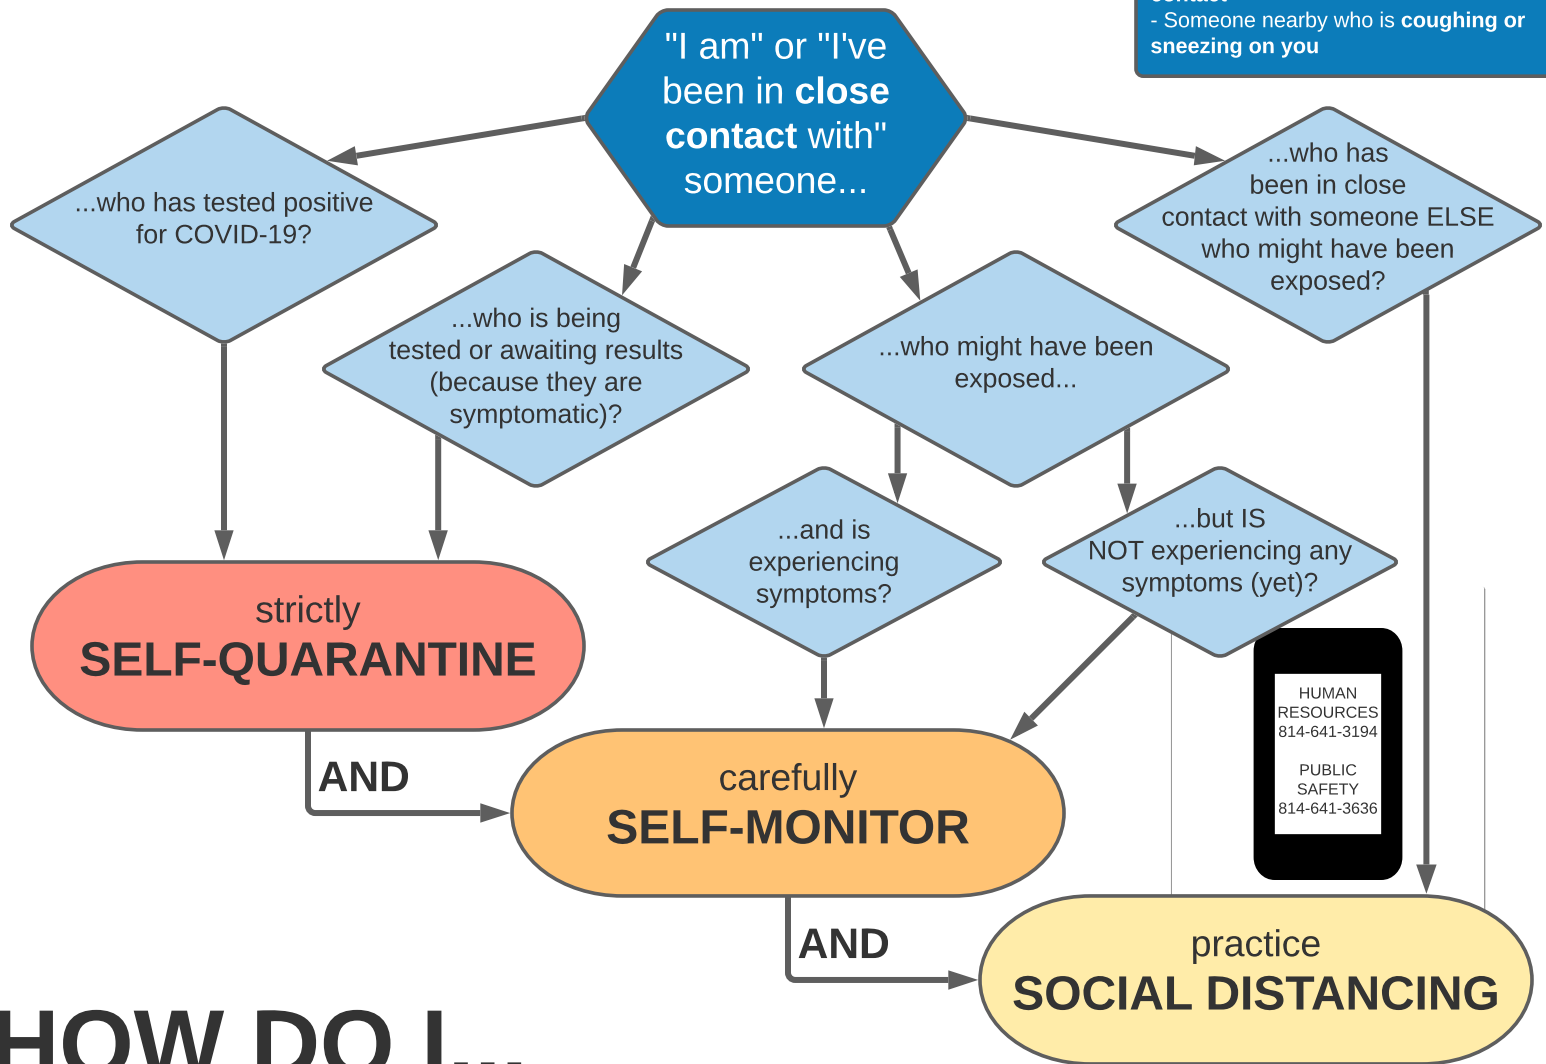 contact
- Someone nearby who is coughing or
sneezing on you
"I am" or "I've
been in close
contact with"
someone...
...who has tested positive
for COVID-19?
...who is being
tested or awaiting results
(because they are
symptomatic)?
...who might have been
exposed...
...who has
been in close
contact with someone ELSE
who might have been
exposed?
...and is
experiencing
symptoms?
...but IS
NOT experiencing any
symptoms (yet)?
strictly
SELF-QUARANTINE
HUMAN
RESOURCES
814-641-3194
PUBLIC
SAFETY
814-641-3636
AND
carefully
SELF-MONITOR
AND
practice
SOCIAL DISTANCING
HOW DO I...